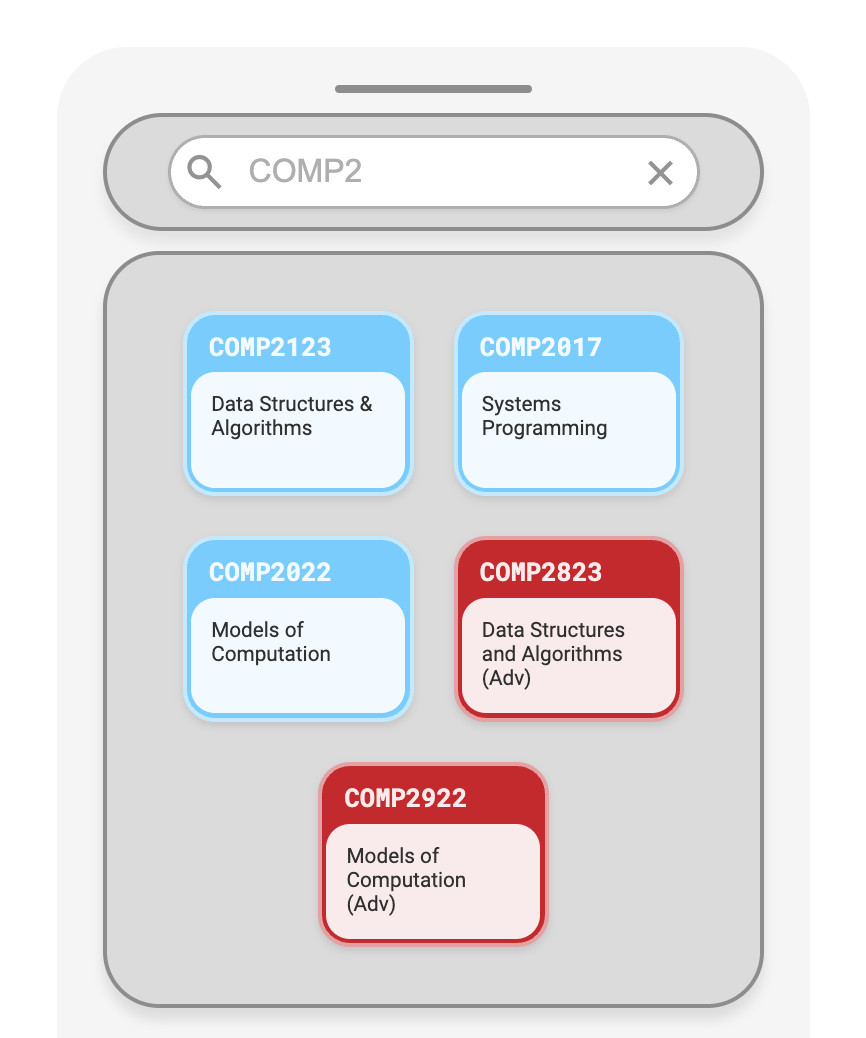 COMP2
COMP2123
Data Structures &
Algorithms
COMP2017
Systems
Programming
COMP2022
Models of
Computation
COMP2823
Data Structures
and Algorithms
(Adv)
COMP2922
Models of
Computation
(Adv)